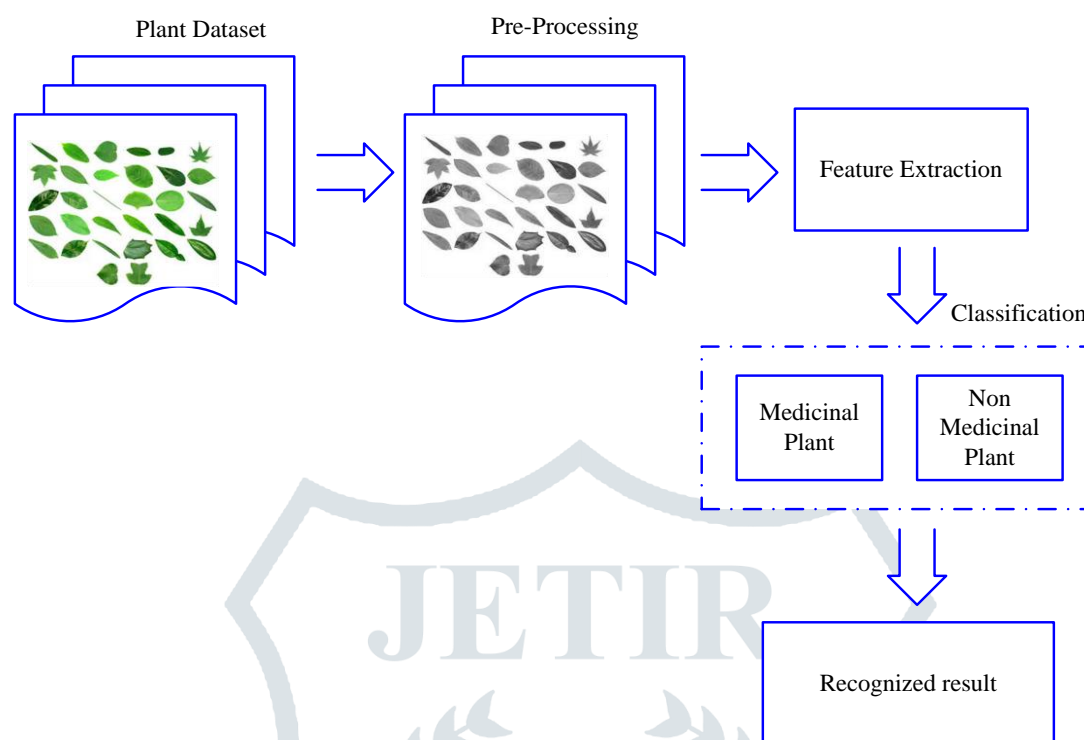 Plant Dataset
Pre-Processing
Feature Extraction
Classification
Medicinal
Plant
Non
Medicinal
Plant
JETIR
Recognized result